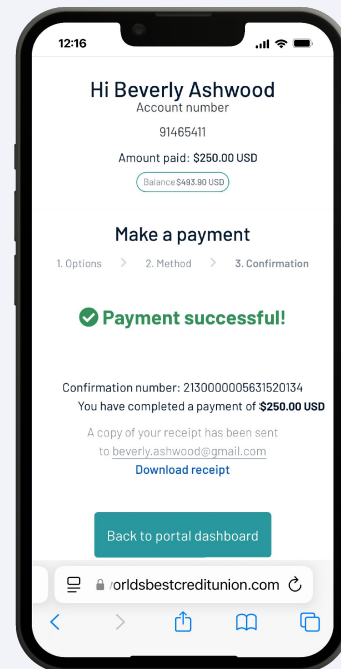 12:16
Hi Beverly Ashwood
Account number
91465411
Amount paid: $250.00 USD
Balance $493.90 USD
Make a payment
1. Options > 2. Method > 3. Confirmation
Payment successful!
Confirmation number: 2130000005631520134
You have completed a payment of $250.00 USD
A copy of your receipt has been sent
to beverly.ashwood@gmail.com
Download receipt
Back to portal dashboard
orldsbestcreditunion.com